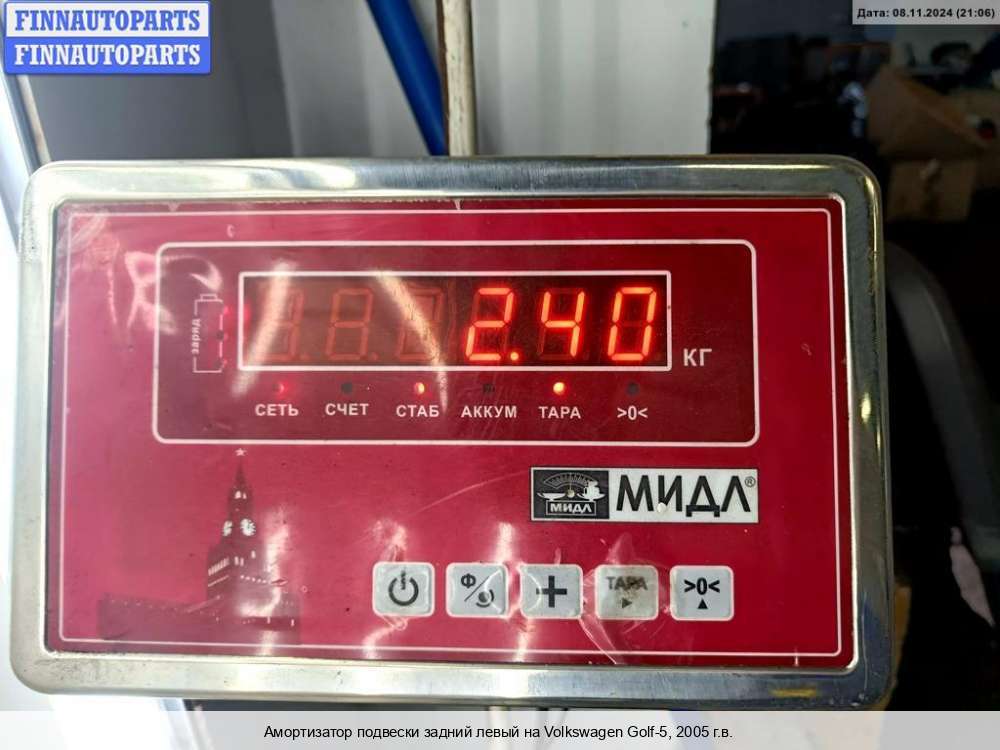 FINNAUTOPARTS
FINNAUTOPARTS
Дата: 08.11.2024 (21:06)
заряд
2.40
КГ
СЕТЬ СЧЕТ СТАБ АККУМ ТАРА >0<
МИДЛ МИДЛ®
Ф
+ ТАРА >0<
Амортизатор подвески задний левый на Volkswagen Golf-5, 2005 г.в.